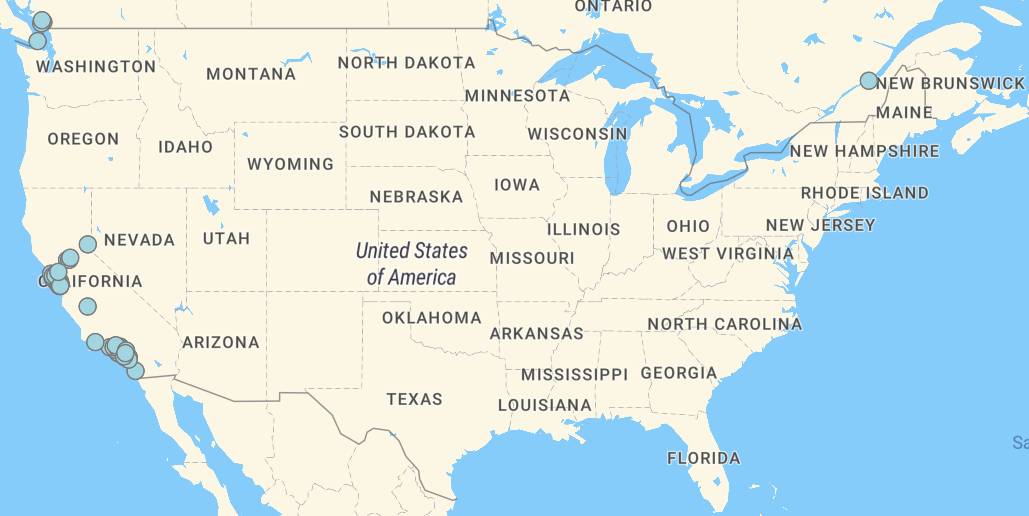 ONTARIO
WASHINGTON
MONTANA
NORTH DAKOTA
MINNESOTA
NEW BRUNSWICK
MAINE
OREGON
IDAHO
SOUTH DAKOTA
WISCONSIN
NEW HAMPSHIRE
WYOMING
NEBRASKA
IOWA
RHODE ISLAND
NEVADA
UTAH
ILLINOIS
OHIO
NEW JERSEY
United States
of America
MISSOURI
WEST VIRGINIA
C IFORNIA
OKLAHOMA
ARKANSAS
NORTH CAROLINA
ARIZONA
MISSISSIPPI
GEORGIA
TEXAS
LOUISIANA
FLORIDA
Sa